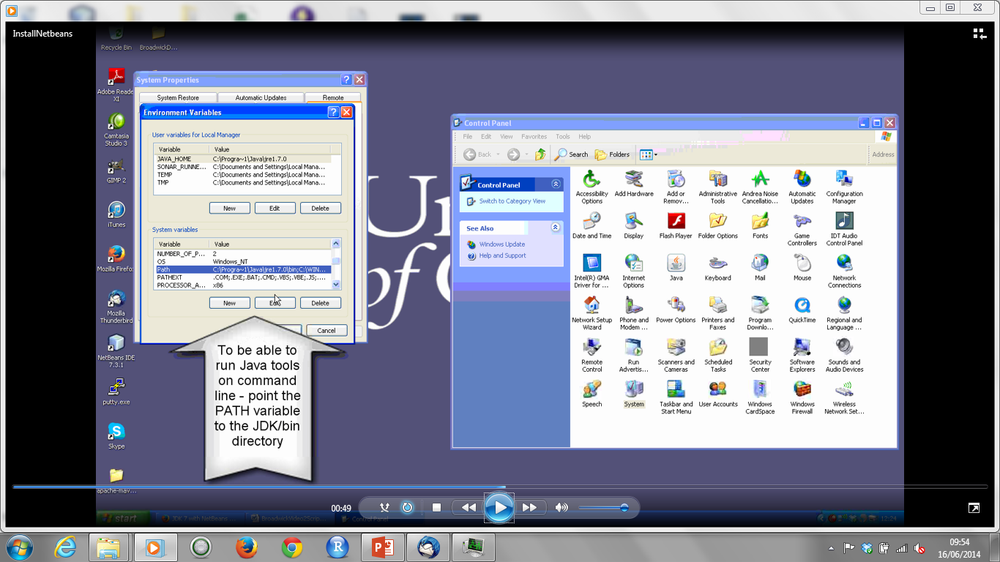 InstallNetbeans
Recycle Bin
BroadwickD...
Adobe Reade
XI
Camtasia
Studio 3
GIMP 2
iTunes
Mozilla Firefox
Mozilla
Thunderbird
NetBeans IDE
7.3.1
putty.exe
Skype
apache-mav...
System Properties
System Restore
Automatic Updates
Remote
Environment Variables
User variables for Local Manager
Variable Value
JAVA_HOME C:\Progra~1\Java\jre1.7.0
SONAR_RUNNE... C:\Documents and Settings\Local Mana...
TEMP C:\Documents and Settings\Local Mana...
TMP C:\Documents and Settings\Local Mana...
New Edit Delete
System variables
Variable Value
NUMBER_OF_P... 2
OS Windows_NT
Path C:\Progra~1\Java\jre1.7.0\bin;C:\WIN...
PATHEXT .COM;.EXE;.BAT;.CMD;.VBS;.VBE;.JS;....
PROCESSOR_A... x86
New Edit Delete
Cancel
To be able to
run Java tools
on command
line - point the
PATH variable
to the JDK/bin
directory
Un
of
Control Panel
File Edit View Favorites Tools Help
Back Search Folders Address
Control Panel
Switch to Category View
See Also
Windows Update
Help and Support
Accessibility
Options
Add Hardware
Add or
Remov...
Administrative
Tools
Andrea Noise
Cancellatio...
Automatic
Updates
Configuration
Manager
Date and Time
Display
Flash Player
Folder Options
Fonts
Game
Controllers
IDT Audio
Control Panel
Intel(R) GMA
Driver for ...
Internet
Options
Java
Keyboard
Mail
Mouse
Network
Connections
Network Setup
Wizard
Phone and
Modem ...
Power Options
Printers and
Faxes
Program
Downlo...
QuickTime
Regional and
Language ...
Remote
Control
Run
Advertis...
Scanners and
Cameras
Scheduled
Tasks
Security
Center
Software
Explorers
Sounds and
Audio Devices
Speech
System
Taskbar and
Start Menu
User Accounts
Windows
CardSpace
Windows
Firewall
Wireless
Network Set...
00:49
start
JDK 7 with NetBeans ...
BroadwickVideo2Scrip...
Control Panel
12:24
09:54
16/06/2014